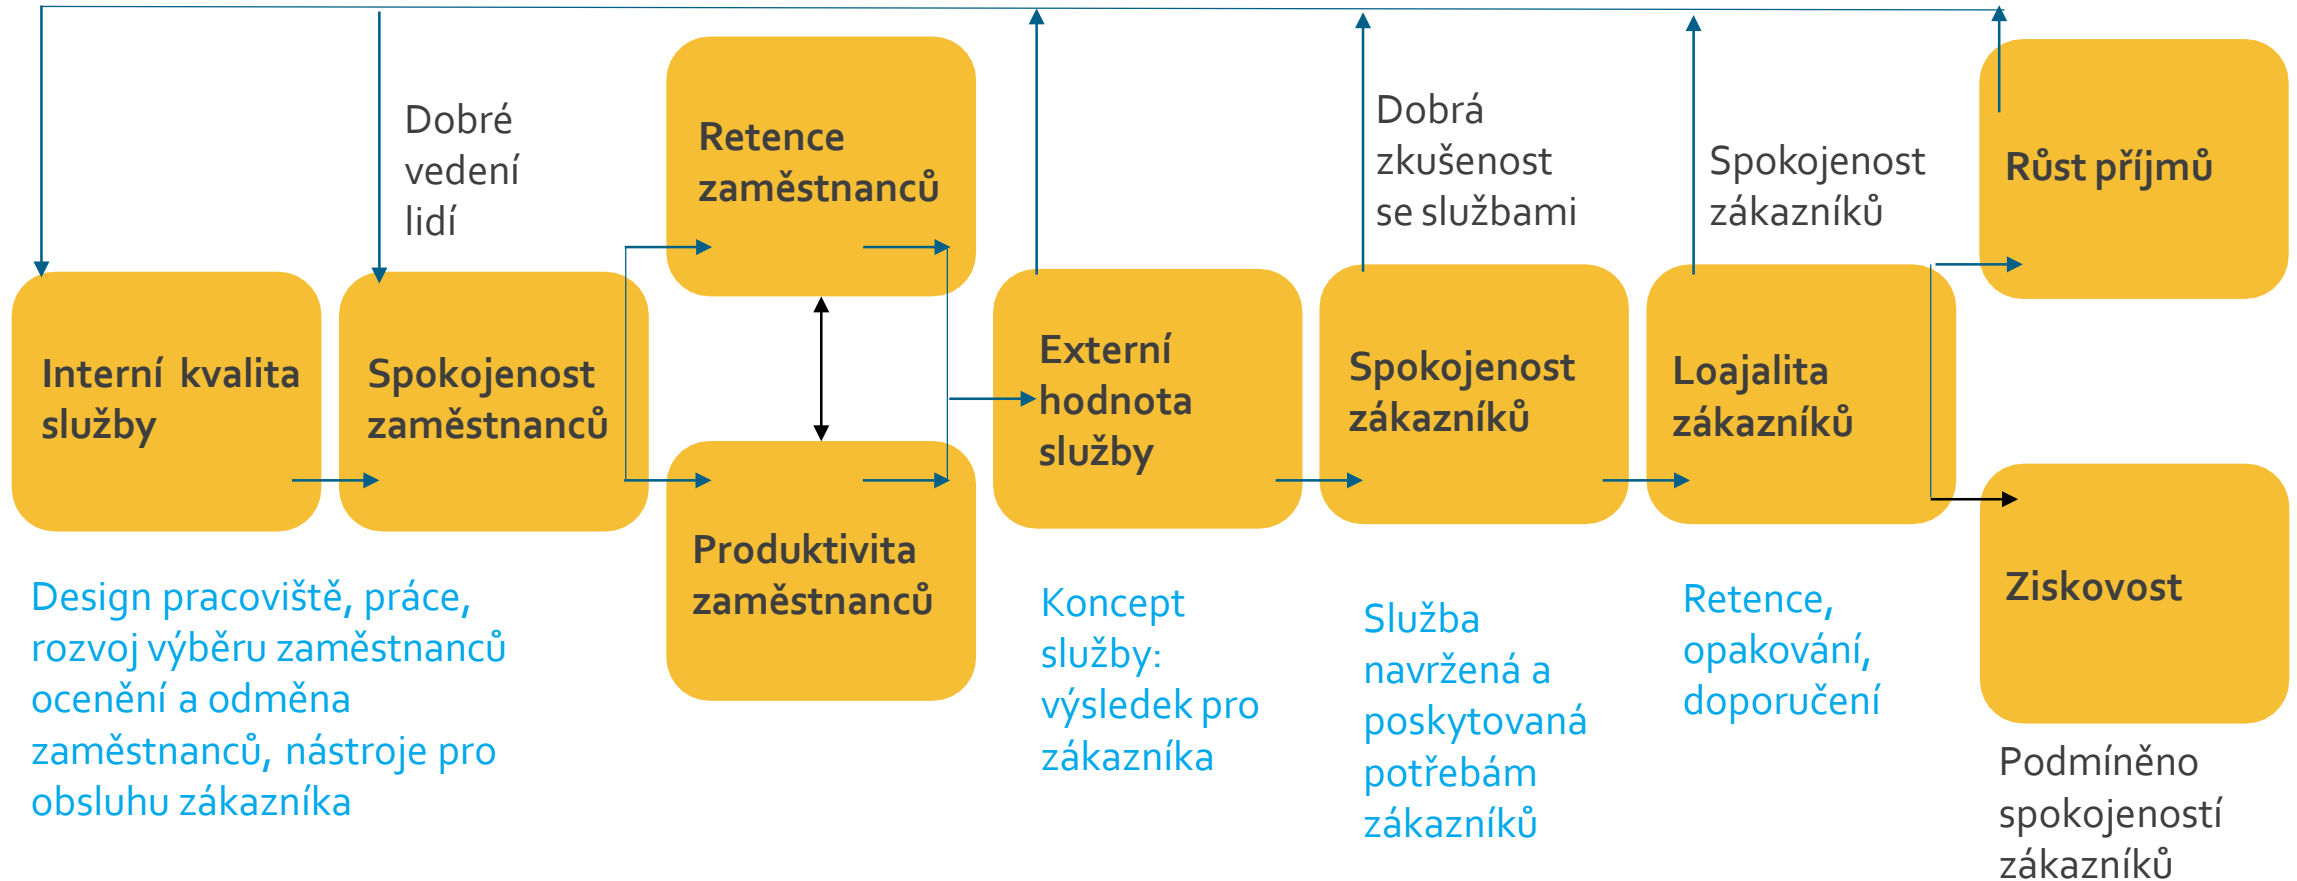 Dobré
vedení
lidí
Retence
zaměstnanců
Dobrá
zkušenost
se službami
Spokojenost
zákazníků
Růst příjmů
Interní kvalita
služby
Spokojenost
zaměstnanců
Produktivita
zaměstnanců
Externí
hodnota
služby
Spokojenost
zákazníků
Loajalita
zákazníků
Ziskovost
Design pracoviště, práce,
rozvoj výběru zaměstnanců
ocenění a odměna
zaměstnanců, nástroje pro
obsluhu zákazníka
Koncept
služby:
výsledek pro
zákazníka
Služba
navržená a
poskytovaná
potřebám
zákazníků
Retence,
opakování,
doporučení
Podmíněno
spokojeností
zákazníků